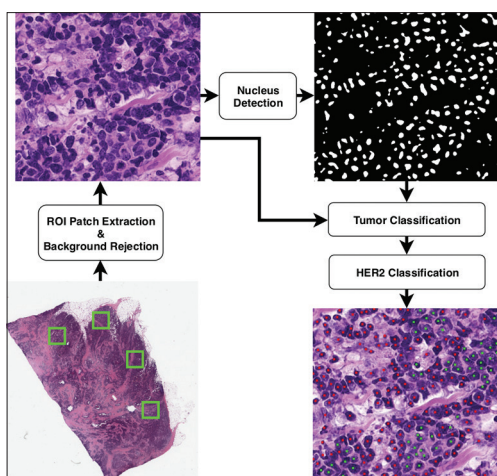 Nucleus
Detection
ROI Patch Extraction
&
Background Rejection
Tumor Classification
HER2 Classification